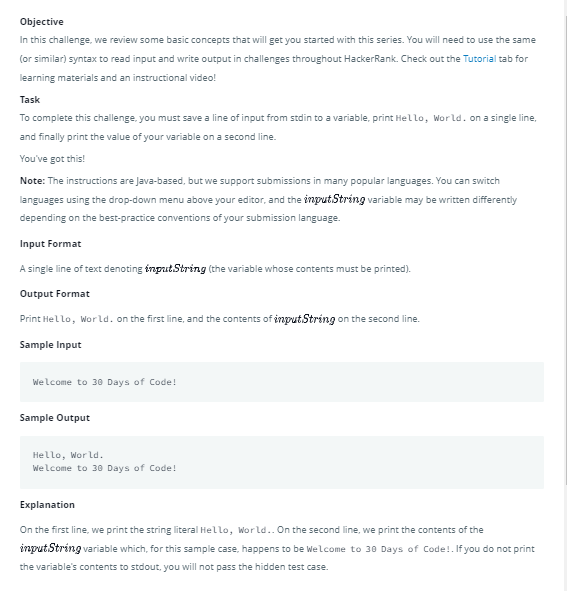 Objective
In this challenge, we review some basic concepts that will get you started with this series. You will need to use the same
(or similar) syntax to read input and write output in challenges throughout HackerRank. Check out the Tutorial tab for
learning materials and an instructional video!
Task
To complete this challenge, you must save a line of input from stdin to a variable, print Hello, World. on a single line,
and finally print the value of your variable on a second line.
You've got this!
Note: The instructions are Java-based, but we support submissions in many popular languages. You can switch
languages using the drop-down menu above your editor, and the inputString variable may be written differently
depending on the best-practice conventions of your submission language.
Input Format
A single line of text denoting inputString (the variable whose contents must be printed).
Output Format
Print Hello, World. on the first line, and the contents of inputString on the second line.
Sample Input
Welcome to 30 Days of Code!
Sample Output
Hello, World.
Welcome to 30 Days of Code!
Explanation
On the first line, we print the string literal Hello, World.. On the second line, we print the contents of the
inputString variable which, for this sample case, happens to be Welcome to 30 Days of Code!. If you do not print
the variable's contents to stdout, you will not pass the hidden test case.